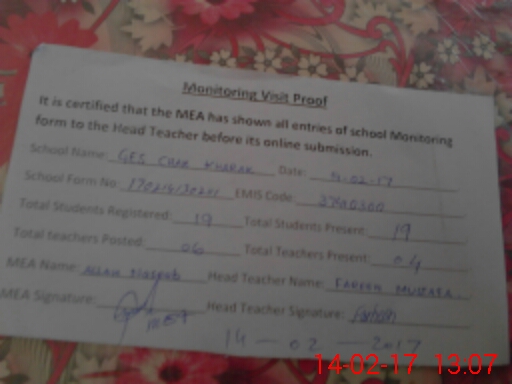 Monitoring Visit Proof
It is certified that the MEA has shown all entries of school Monitoring
form to the Head Teacher before its online submission.
School Name: GES CHAK Date: -02-17
School Form No: EMIS Code:
Total Students Registered: 19 Total Students Present: 19
Total teachers Posted: 06 Total Teachers Present: 04
MEA Name: Head Teacher Name:
MEA Signature: Head Teacher Signature:
14 - 02 - 2017
14-02-17 13:07